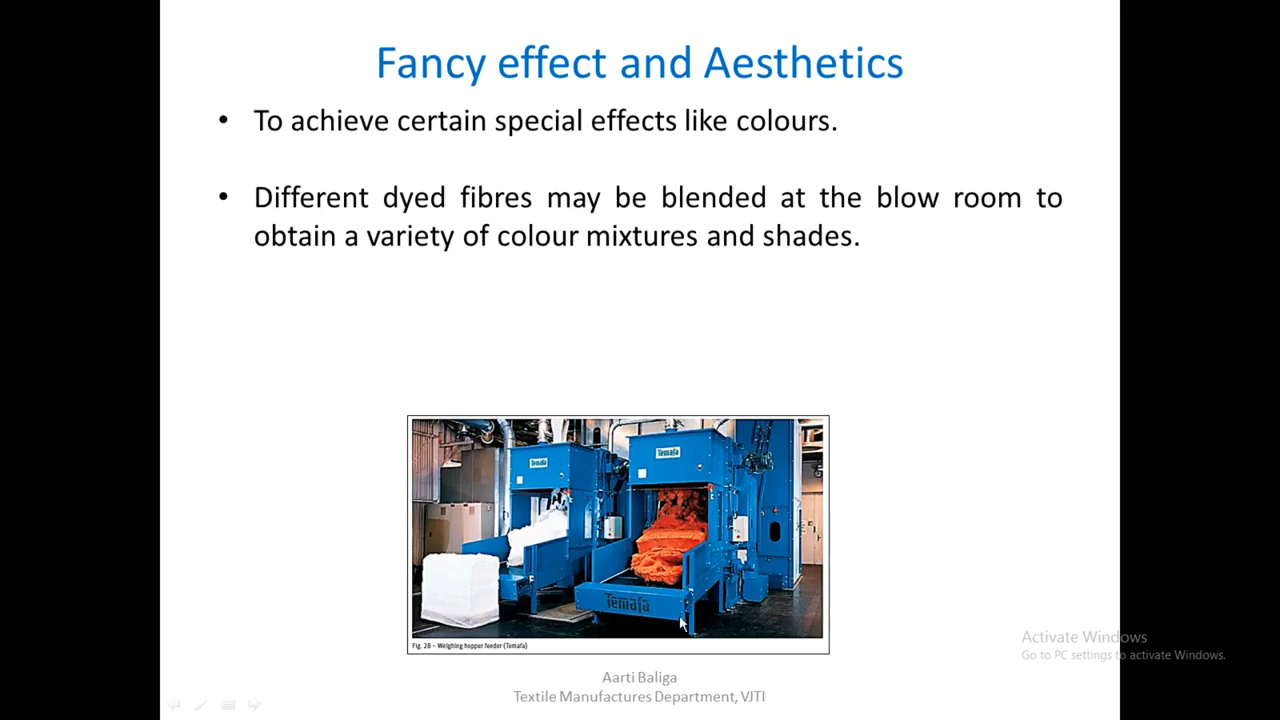 Fancy effect and Aesthetics
• To achieve certain special effects like colours.
• Different dyed fibres may be blended at the blow room to
obtain a variety of colour mixtures and shades.
Temafa
Temafa
Temafa
Fig. 28 – Weighing hopper feeder (Temafa)
Activate Windows
Go to PC settings to activate Windows.
Aarti Baliga
Textile Manufactures Department, VJTI